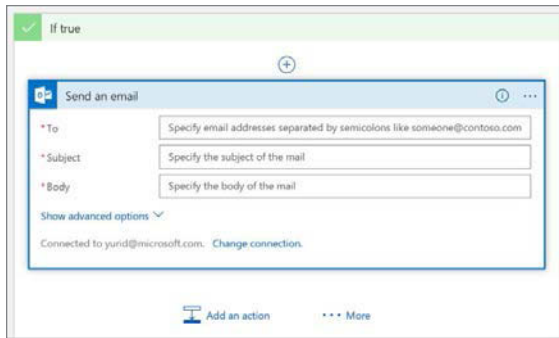 If true
Send an email
*To
Specify email addresses separated by semicolons like someone@contoso.com
*Subject
Specify the subject of the mail
*Body
Specify the body of the mail
Show advanced options
Connected to yurid@microsoft.com. Change connection.
Add an action
More